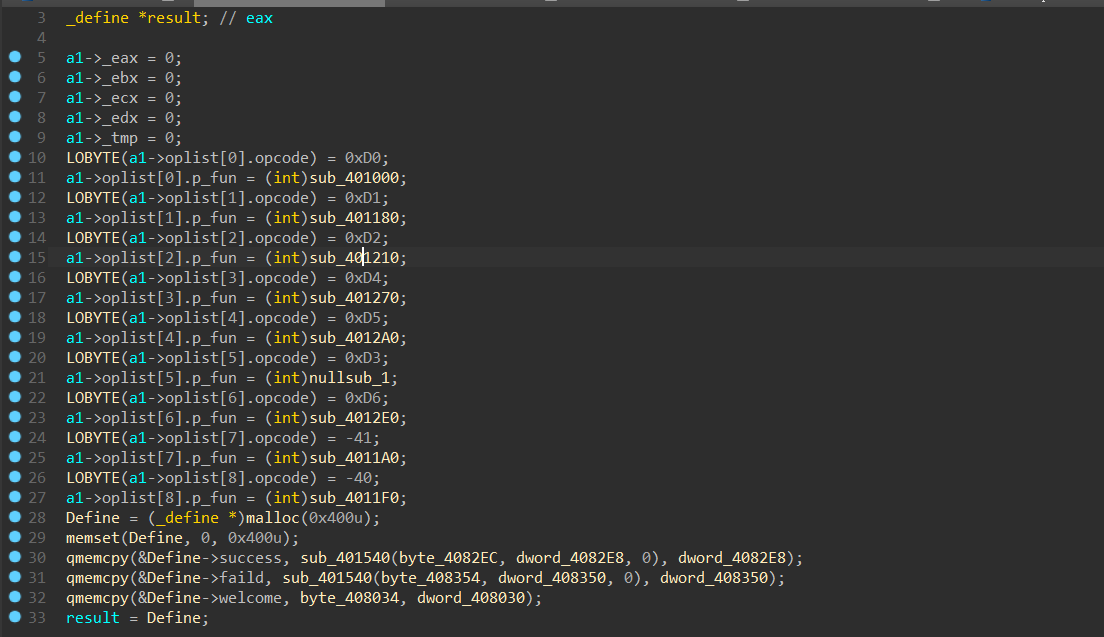 3 _define *result; // eax
4
5 a1->_eax = 0;
6 a1->_ebx = 0;
7 a1->_ecx = 0;
8 a1->_edx = 0;
9 a1->_tmp = 0;
10 LOBYTE(a1->oplist[0].opcode) = 0xD0;
11 a1->oplist[0].p_fun = (int)sub_401000;
12 LOBYTE(a1->oplist[1].opcode) = 0xD1;
13 a1->oplist[1].p_fun = (int)sub_401180;
14 LOBYTE(a1->oplist[2].opcode) = 0xD2;
15 a1->oplist[2].p_fun = (int)sub_401210;
16 LOBYTE(a1->oplist[3].opcode) = 0xD4;
17 a1->oplist[3].p_fun = (int)sub_401270;
18 LOBYTE(a1->oplist[4].opcode) = 0xD5;
19 a1->oplist[4].p_fun = (int)sub_4012A0;
20 LOBYTE(a1->oplist[5].opcode) = 0xD3;
21 a1->oplist[5].p_fun = (int)nullsub_1;
22 LOBYTE(a1->oplist[6].opcode) = 0xD6;
23 a1->oplist[6].p_fun = (int)sub_4012E0;
24 LOBYTE(a1->oplist[7].opcode) = -41;
25 a1->oplist[7].p_fun = (int)sub_4011A0;
26 LOBYTE(a1->oplist[8].opcode) = -40;
27 a1->oplist[8].p_fun = (int)sub_4011F0;
28 Define = (_define *)malloc(0x400u);
29 memset(Define, 0, 0x400u);
30 qmemcpy(&Define->success, sub_401540(byte_4082EC, dword_4082E8, 0), dword_4082E8);
31 qmemcpy(&Define->faild, sub_401540(byte_408354, dword_408350, 0), dword_408350);
32 qmemcpy(&Define->welcome, byte_408034, dword_408030);
33 result = Define;